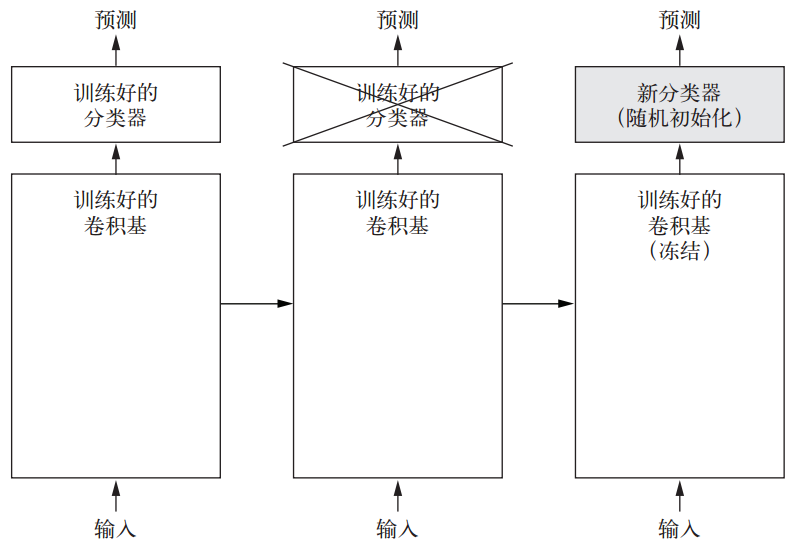 预测
训练好的
分类器
训练好的
卷积基
输入
预测
训练好的
分类器
训练好的
卷积基
输入
预测
新分类器
（随机初始化）
训练好的
卷积基
（冻结）
输入